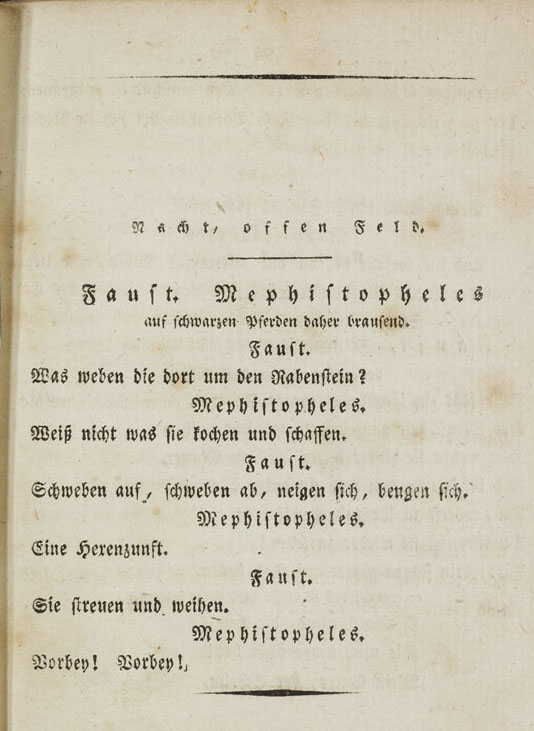 Nacht, offen Feld.
Faust. Mephistopheles
auf schwarzen Pferden daher brausend.
Faust.
Was weben die dort um den Rabenstein?
Mephistopheles.
Weiß nicht was sie kochen und schaffen.
Faust.
Schweben auf, schweben ab, neigen sich, beugen sich.
Mephistopheles.
Eine Hexenzunft.
Faust.
Sie streuen und weihen.
Mephistopheles.
Vorbey! Vorbey!